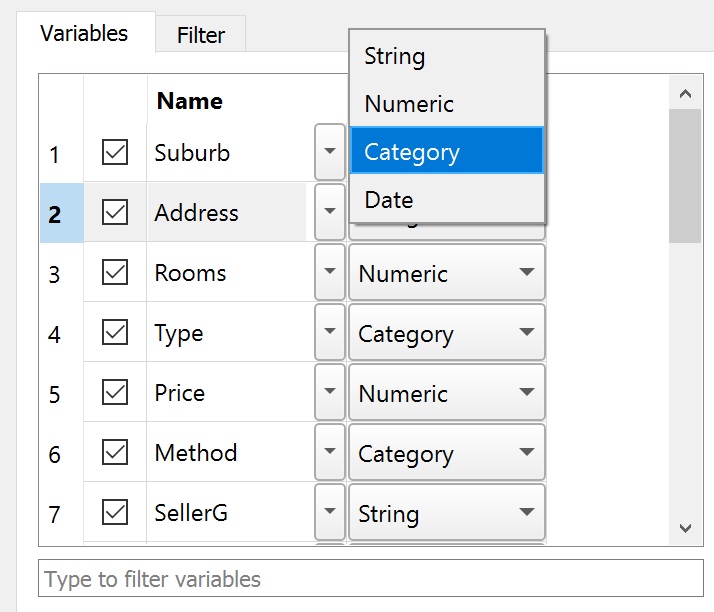 Variables Filter
Name
String
Numeric
Category
Date
1 Suburb
2 Address
3 Rooms Numeric
4 Type Category
5 Price Numeric
6 Method Category
7 SellerG String
Type to filter variables